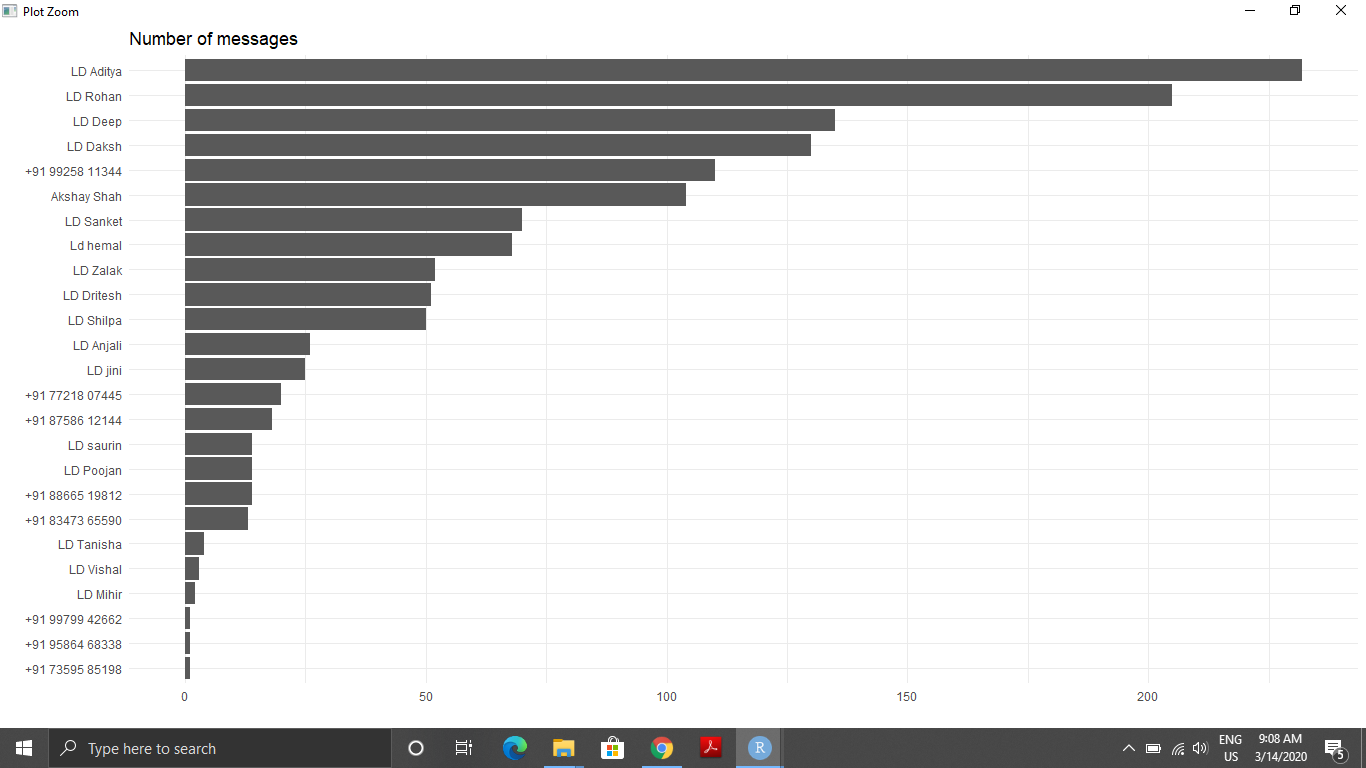 Plot Zoom
Number of messages
LD Aditya
LD Rohan
LD Deep
LD Daksh
+91 99258 11344
Akshay Shah
LD Sanket
Ld hemal
LD Zalak
LD Dritesh
LD Shilpa
LD Anjali
LD jini
+91 77218 07445
+91 87586 12144
LD saurin
LD Poojan
+91 88665 19812
+91 83473 65590
LD Tanisha
LD Vishal
LD Mihir
+91 99799 42662
+91 95864 68338
+91 73595 85198
0 50 100 150 200
Type here to search
R
ENG
US
9:08 AM
3/14/2020
5